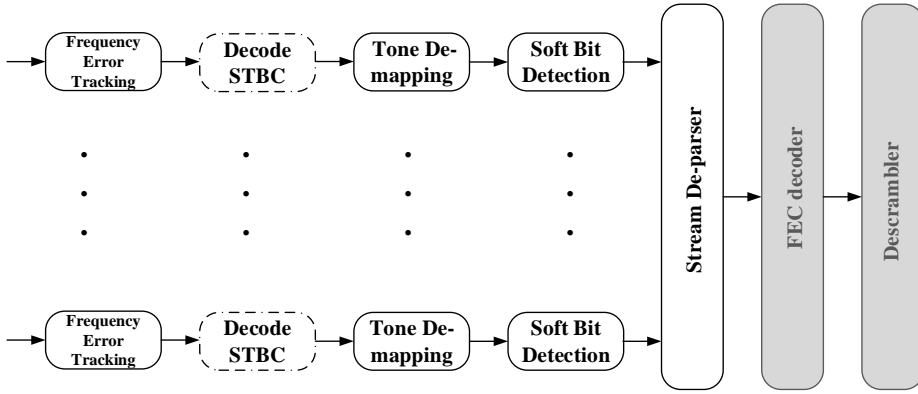 Frequency
Error
Tracking
Decode
STBC
Tone De-
mapping
Soft Bit
Detection
Frequency
Error
Tracking
Decode
STBC
Tone De-
mapping
Soft Bit
Detection
Stream De-parser
FEC decoder
Descrambler